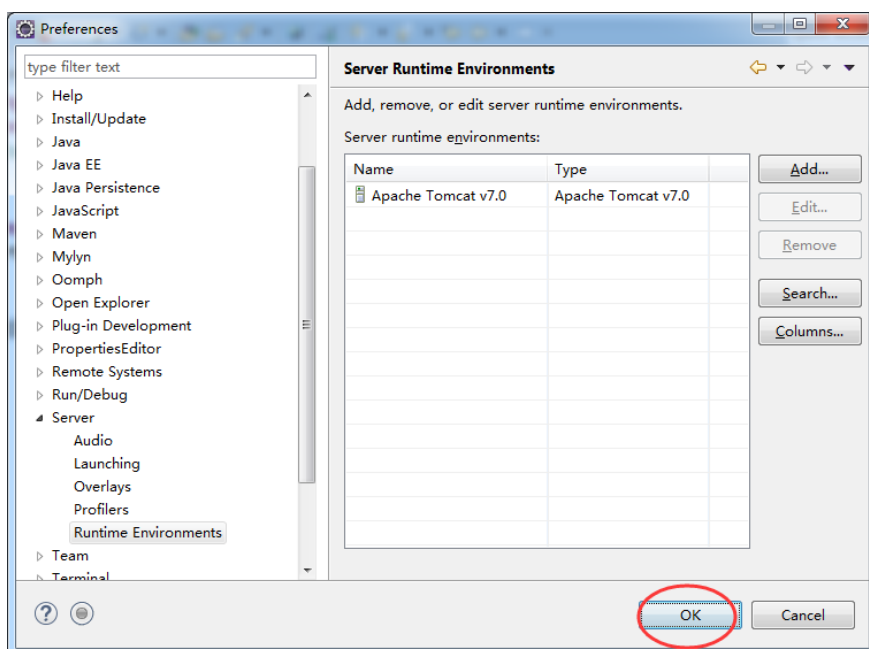 Preferences
type filter text
Help
Install/Update
Java
Java EE
Java Persistence
JavaScript
Maven
Mylyn
Oomph
Open Explorer
Plug-in Development
PropertiesEditor
Remote Systems
Run/Debug
Server
Audio
Launching
Overlays
Profilers
Runtime Environments
Team
Terminal
Server Runtime Environments
Add, remove, or edit server runtime environments.
Server runtime environments:
Name Type
Apache Tomcat v7.0 Apache Tomcat v7.0
Add...
Edit...
Remove
Search...
Columns...
OK Cancel